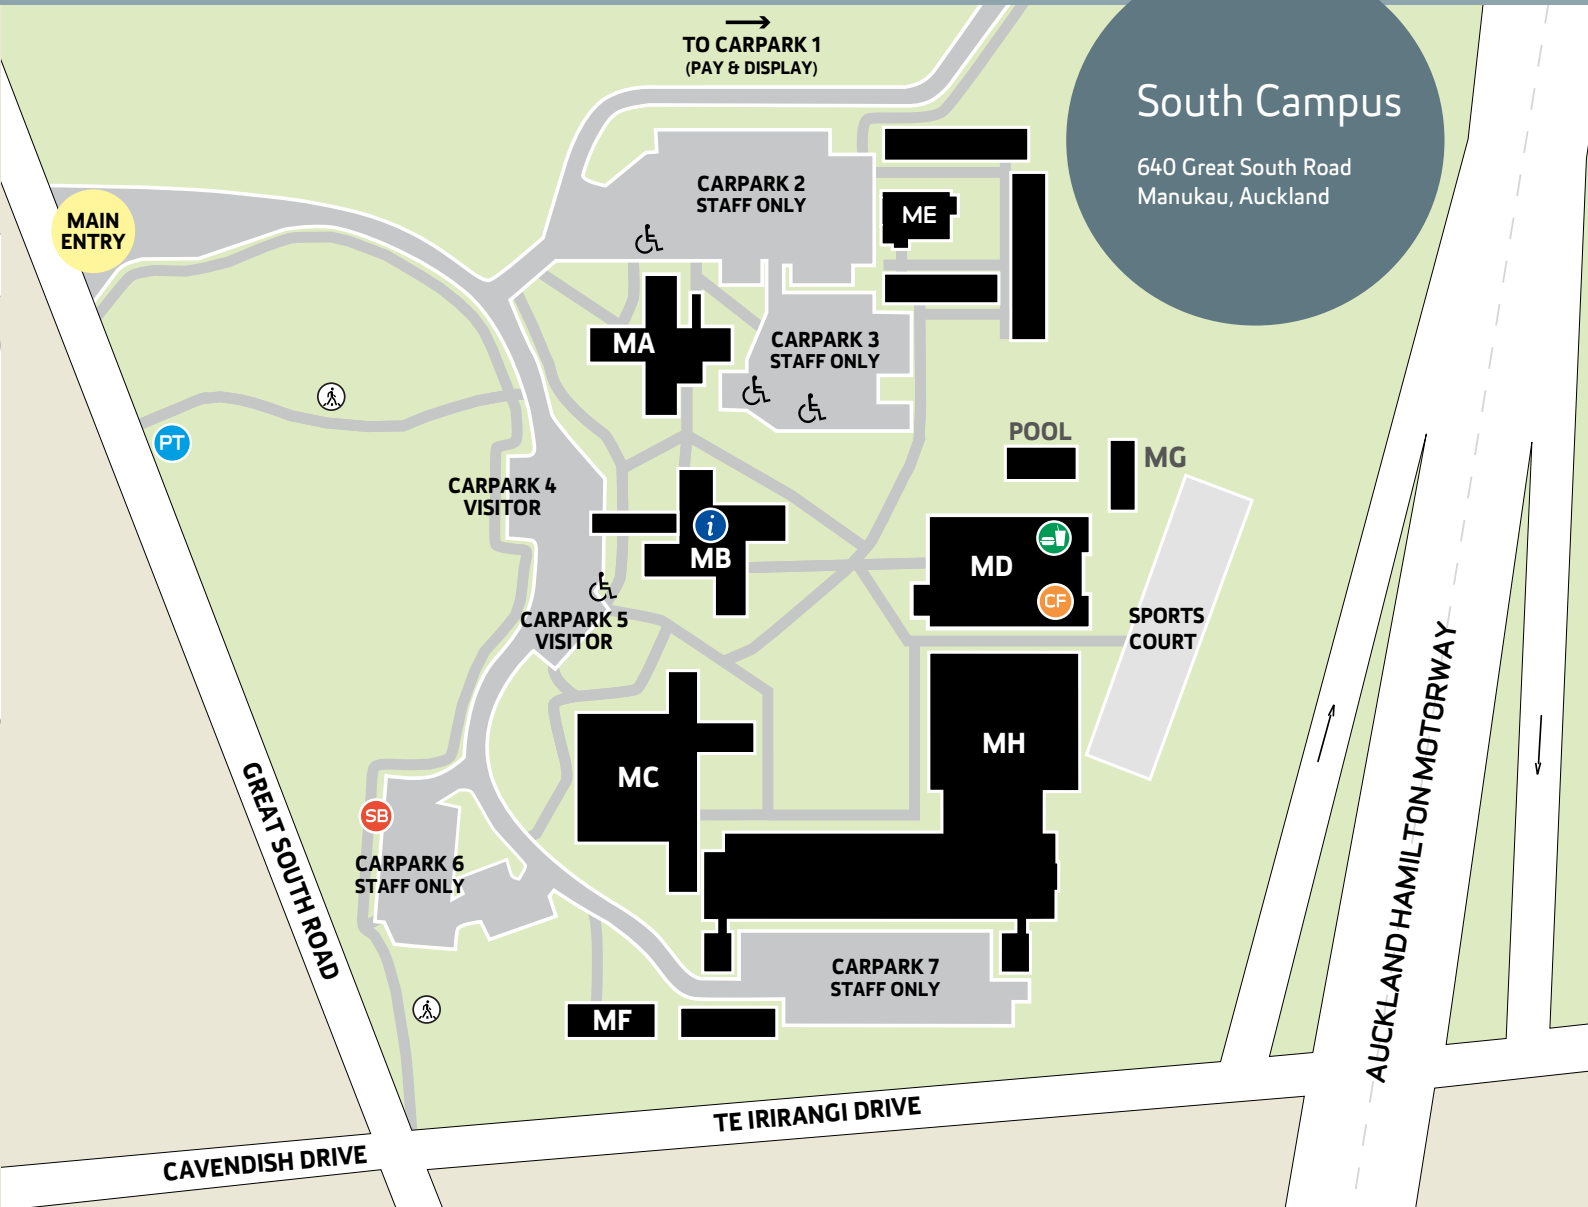 TO CARPARK 1
(PAY & DISPLAY)
South Campus
640 Great South Road
Manukau, Auckland
MAIN
ENTRY
CARPARK 2
STAFF ONLY
ME
MA
CARPARK 3
STAFF ONLY
PT
POOL
MG
CARPARK 4
VISITOR
i
MB
MD
CF
CARPARK 5
VISITOR
SPORTS
COURT
MC
MH
SB
CARPARK 6
STAFF ONLY
CARPARK 7
STAFF ONLY
MF
GREAT SOUTH ROAD
AUCKLAND HAMILTON MOTORWAY
TE IRIRANGI DRIVE
CAVENDISH DRIVE